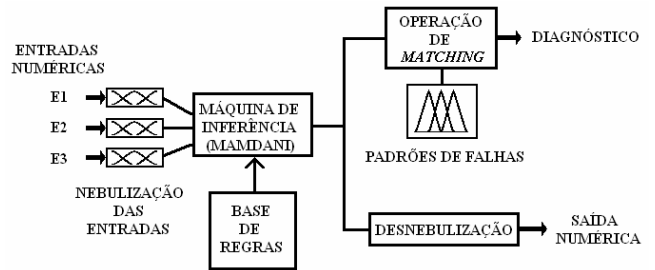 ENTRADAS
NUMÉRICAS
E1
E2
E3
NEBULIZAÇÃO
DAS
ENTRADAS
MÁQUINA DE
INFERÊNCIA
(MAMDANI)
BASE
DE
REGRAS
OPERAÇÃO
DE
MATCHING
DIAGNÓSTICO
PADRÕES DE FALHAS
DESNEBULIZAÇÃO
SAÍDA
NUMÉRICA